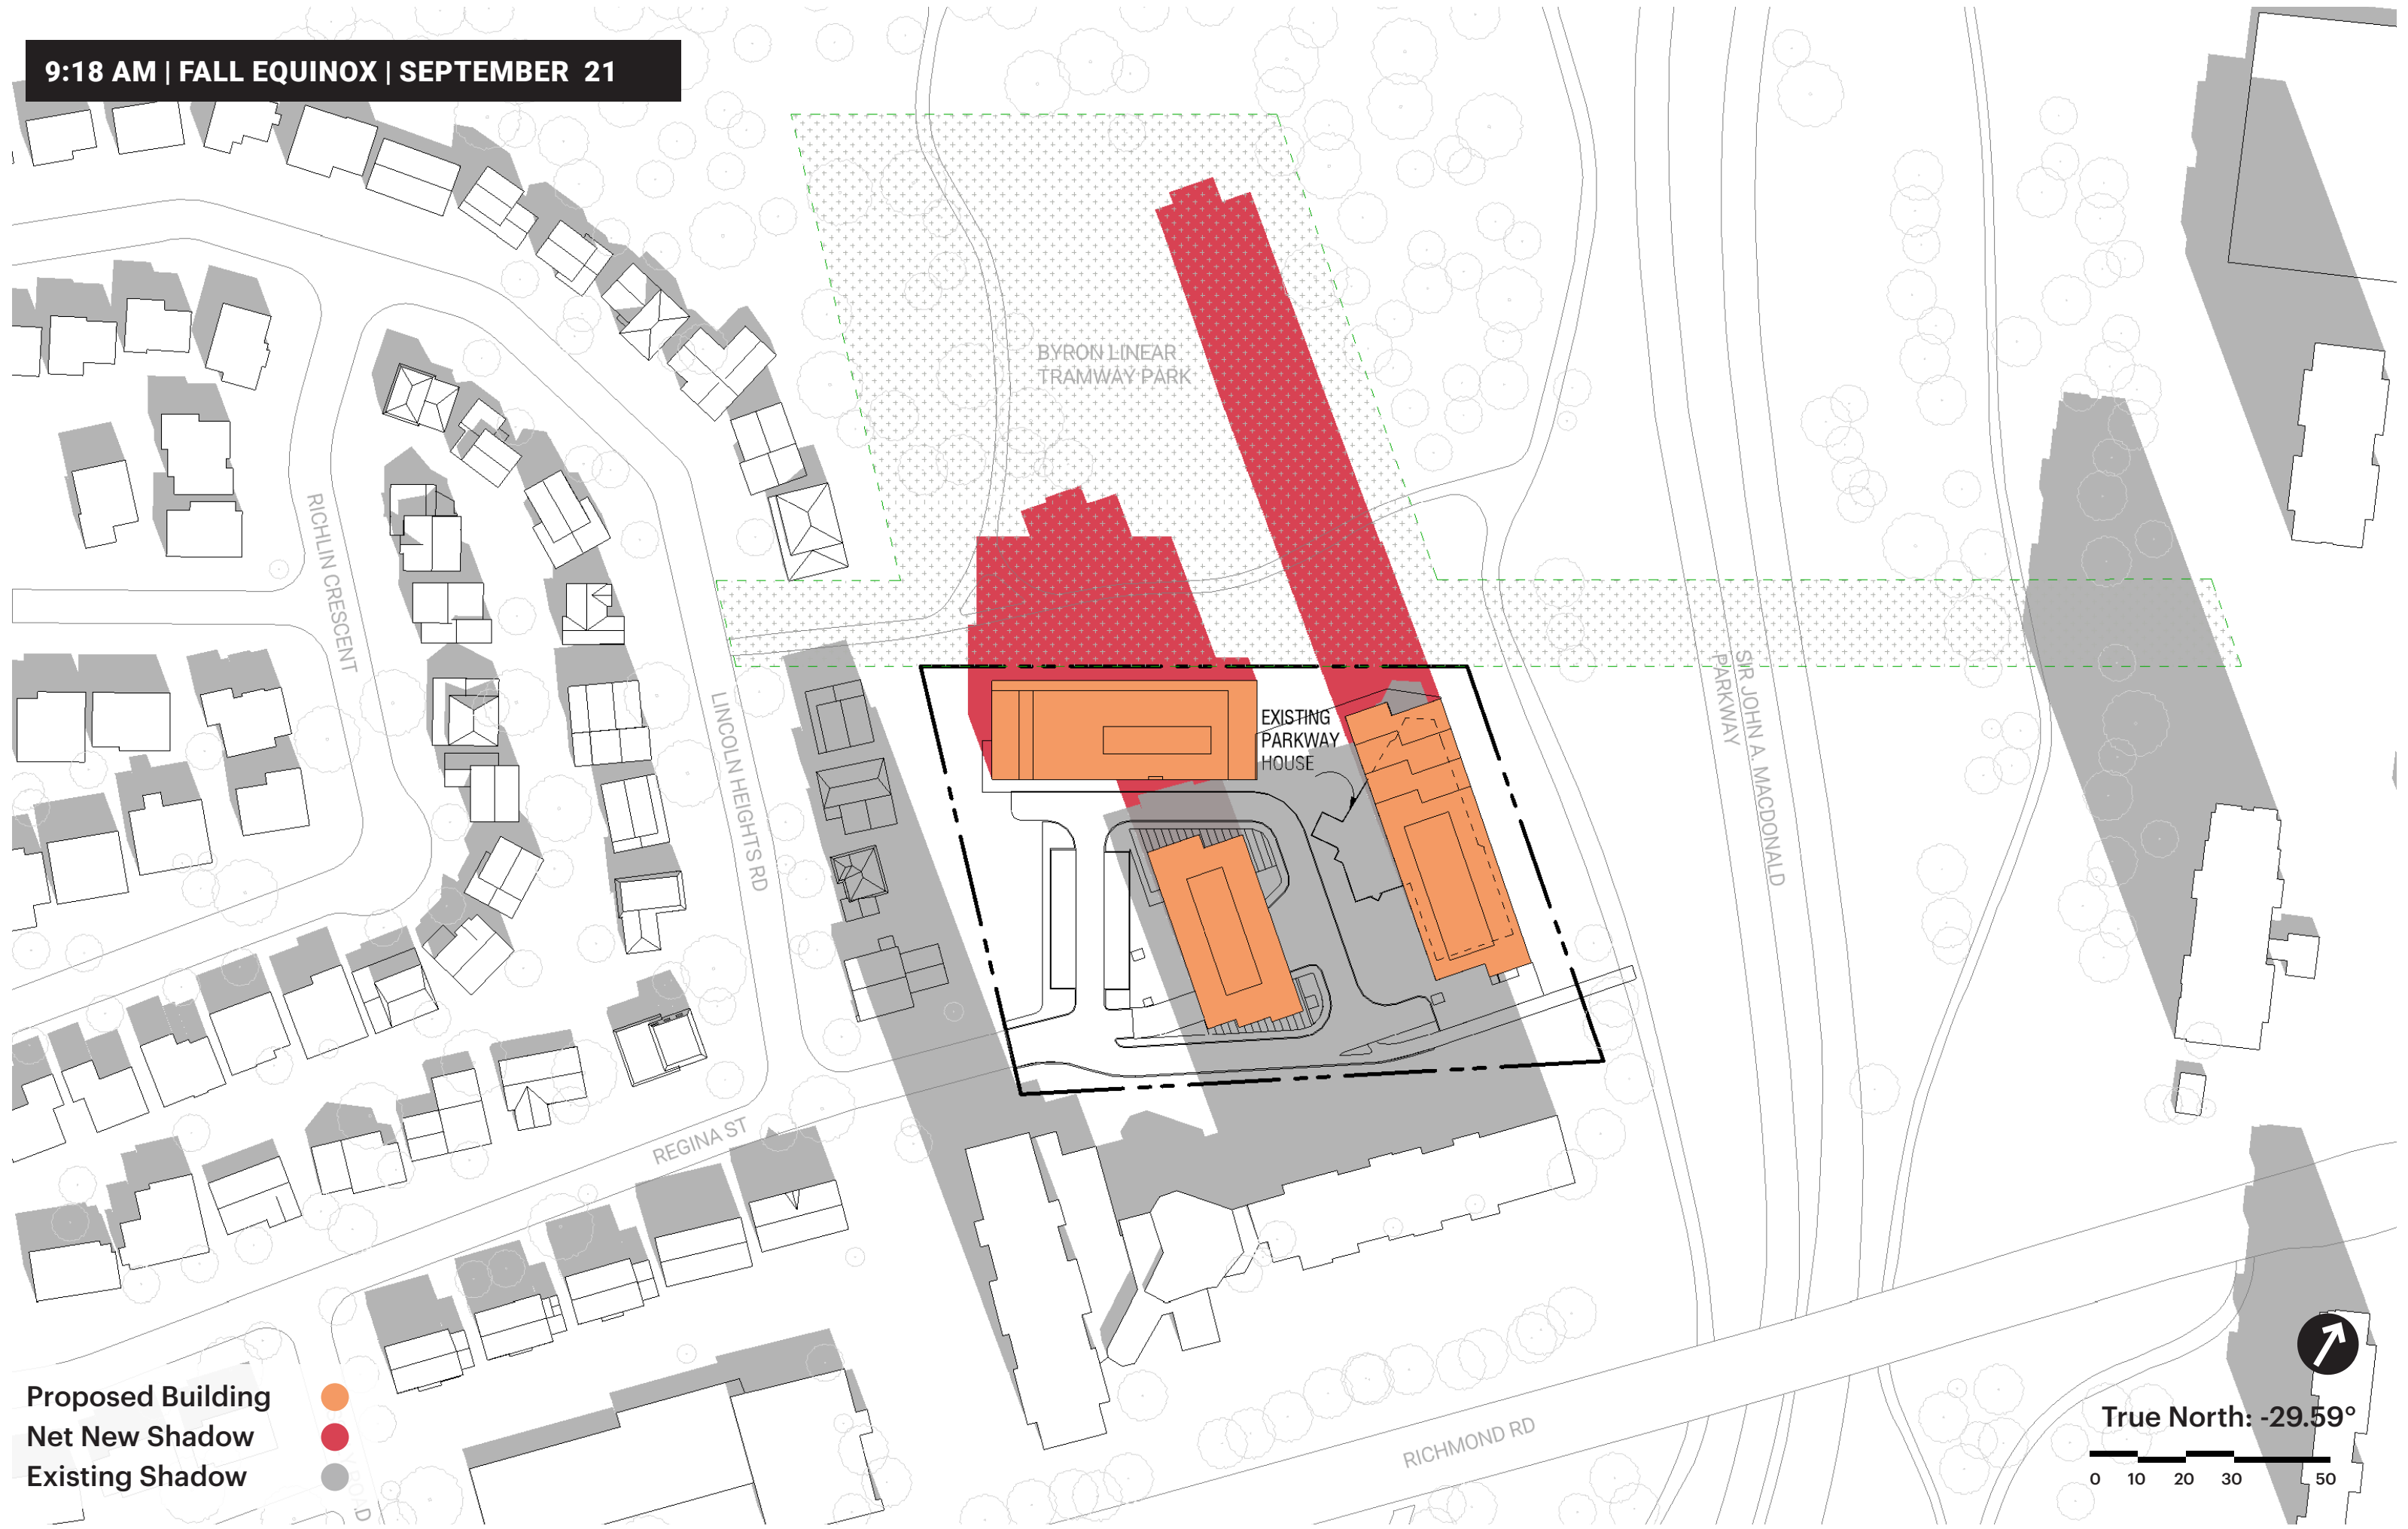 9:18 AM | FALL EQUINOX | SEPTEMBER 21
BYRON LINEAR
TRAMWAY PARK
RICHLIN CRESCENT
LINCOLN HEIGHTS RD
EXISTING
PARKWAY
HOUSE
SIR JOHN A. MACDONALD
PARKWAY
REGINA ST
RICHMOND RD
Proposed Building
Net New Shadow
Existing Shadow
True North: -29.59°
0 10 20 30 50